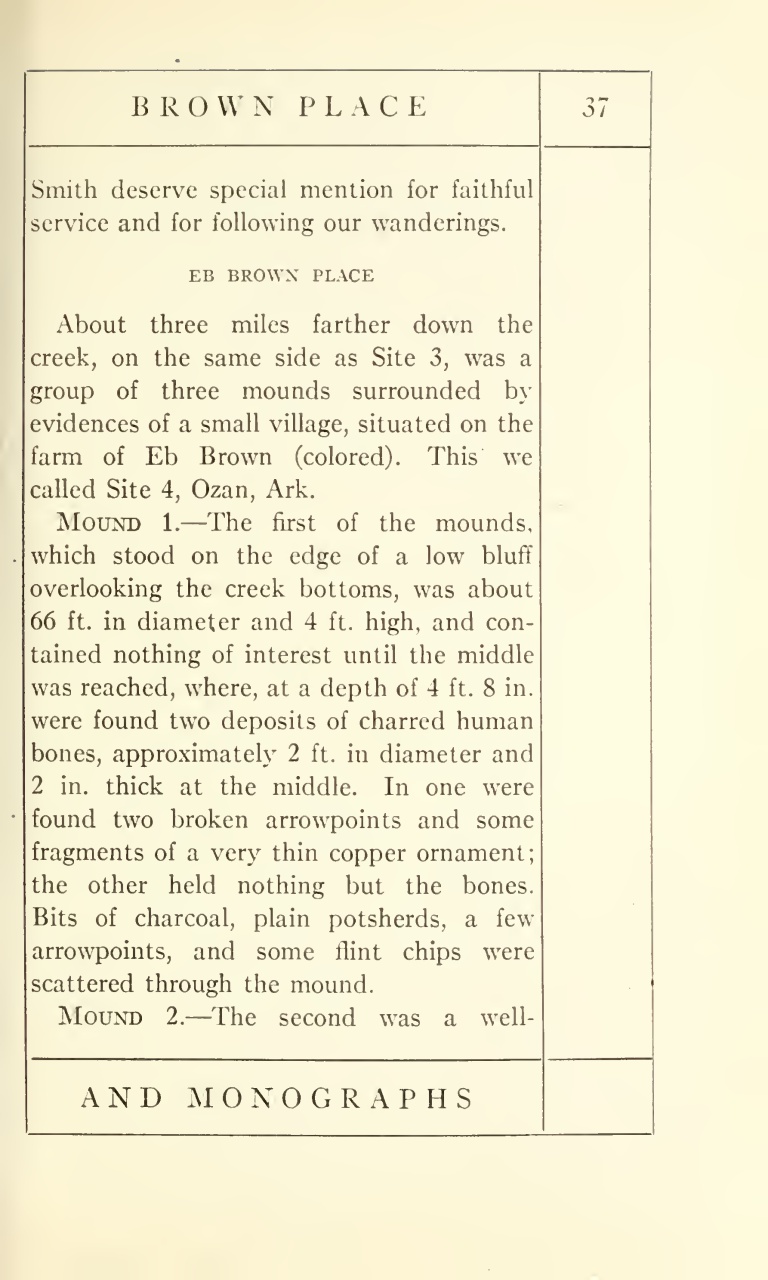 BROWN PLACE
37
Smith deserve special mention for faithful
service and for following our wanderings.
EB BROWN PLACE
About three miles farther down the
creek, on the same side as Site 3, was a
group of three mounds surrounded by
evidences of a small village, situated on the
farm of Eb Brown (colored). This we
called Site 4, Ozan, Ark.
MOUND 1.—The first of the mounds,
which stood on the edge of a low bluff
overlooking the creek bottoms, was about
66 ft. in diameter and 4 ft. high, and con-
tained nothing of interest until the middle
was reached, where, at a depth of 4 ft. 8 in.
were found two deposits of charred human
bones, approximately 2 ft. in diameter and
2 in. thick at the middle. In one were
found two broken arrowpoints and some
fragments of a very thin copper ornament;
the other held nothing but the bones.
Bits of charcoal, plain potsherds, a few
arrowpoints, and some flint chips were
scattered through the mound.
MOUND 2.—The second was a well-
AND MONOGRAPHS